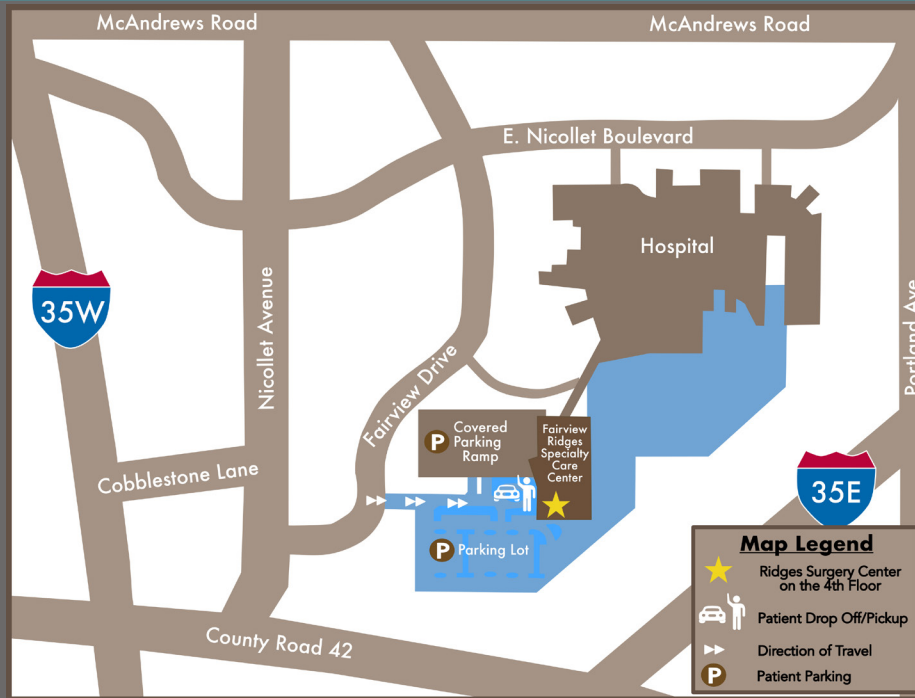 McAndrews Road
McAndrews Road
E. Nicollet Boulevard
Hospital
35W
Nicollet Avenue
Portland Ave
Fairview Drive
P
Covered
Parking
Ramp
Fairview
Ridges
Specialty
Care
Center
Cobblestone Lane
35E
P Parking Lot
County Road 42
Map Legend
Ridges Surgery Center
on the 4th Floor
Patient Drop Off/Pickup
Direction of Travel
P Patient Parking